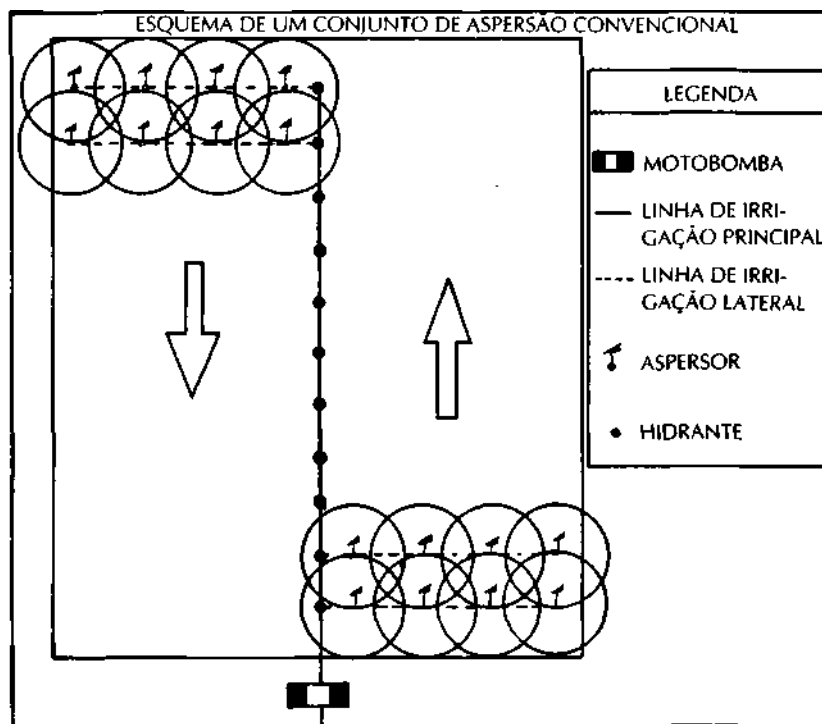 ESQUEMA DE UM CONJUNTO DE ASPERSÃO CONVENCIONAL
LEGENDA
MOTOBOMBA
LINHA DE IRRI-
GAÇÃO PRINCIPAL
LINHA DE IRRI-
GAÇÃO LATERAL
ASPERSOR
HIDRANTE